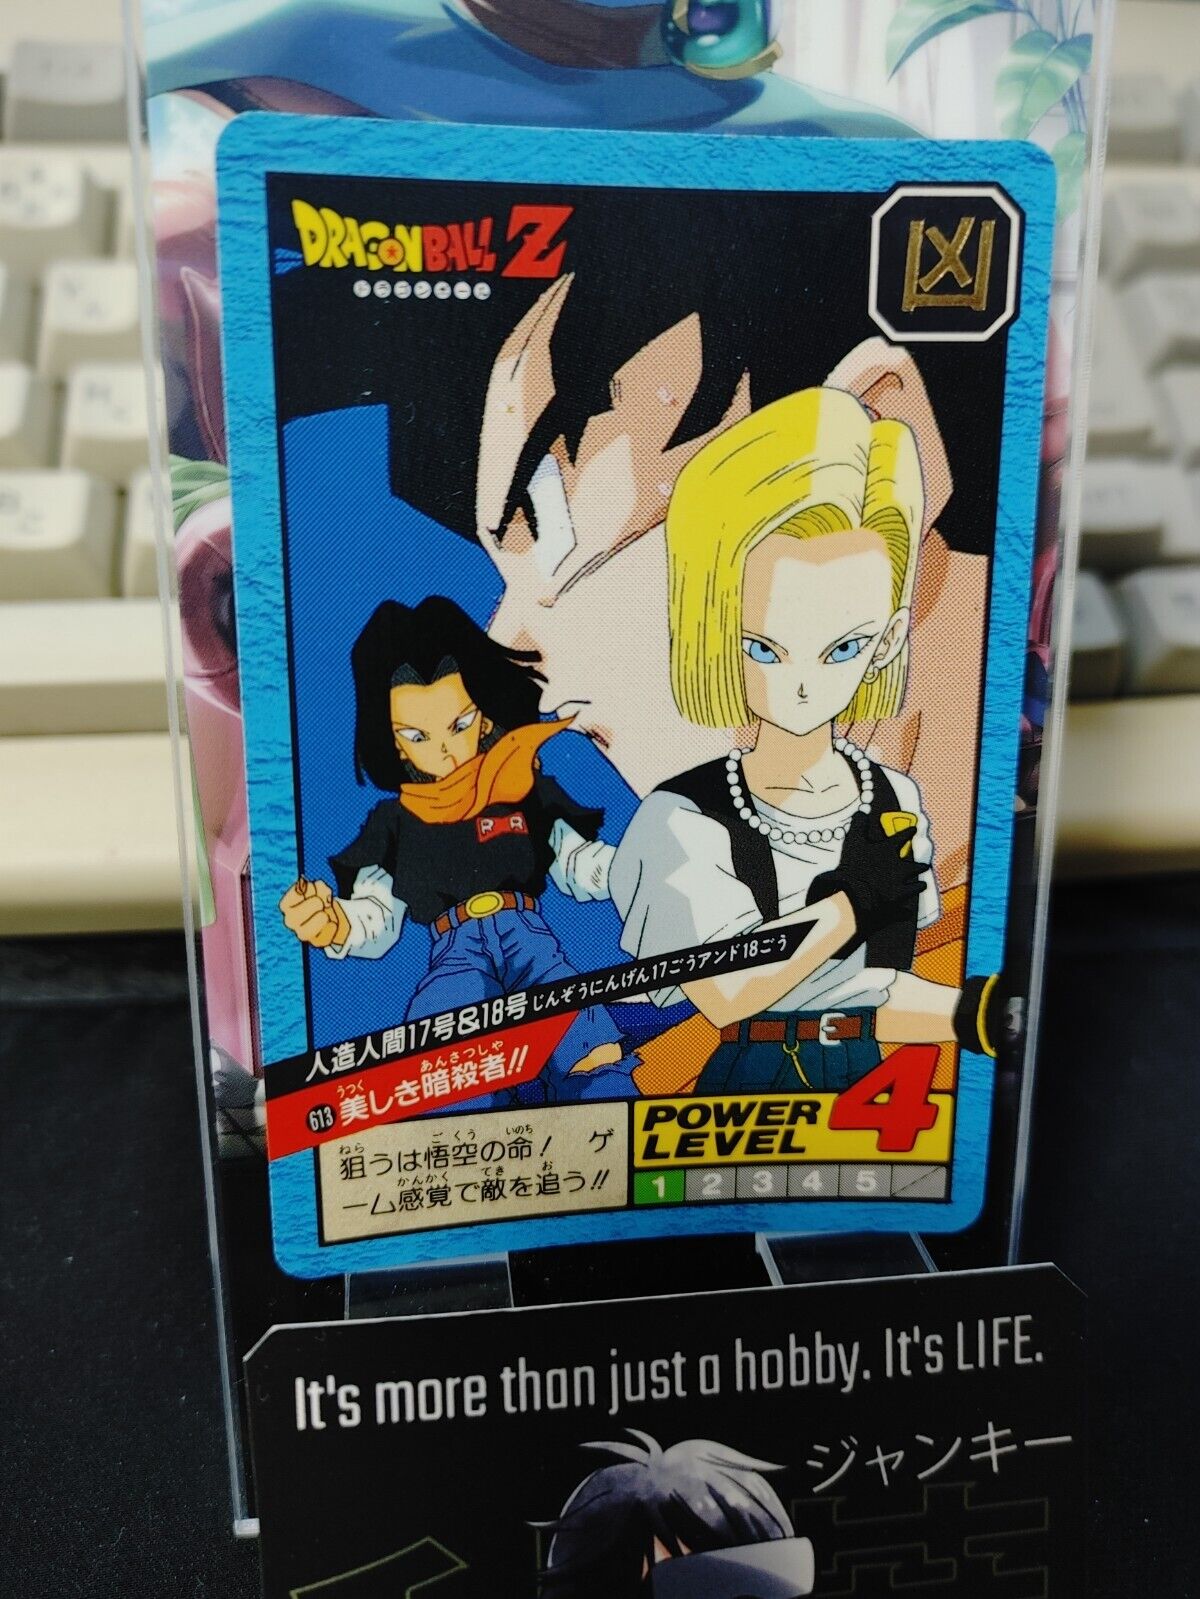 DRAGON BALL Z
ドラゴンボール
凶
RR
人造人間17号&18号 じんぞうにんげん17ごうアンド18ごう
613 美しき暗殺者!!
うつく あんさつしゃ
狙うは悟空の命! ゲ
ねら ごくう いのち
ーム感覚で敵を追う!!
かんかく てき お
POWER LEVEL 4
1 2 3 4 5
It's more than just a hobby. It's LIFE.
ジャンキー